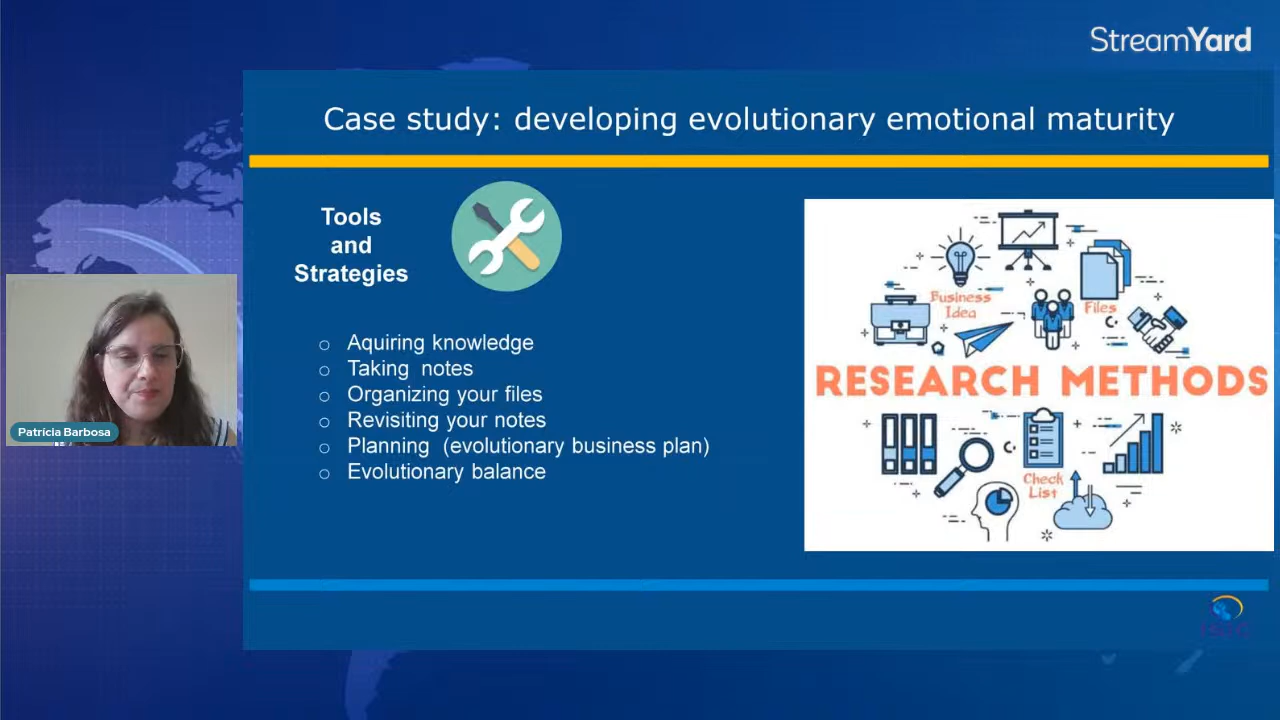 StreamYard
Case study: developing evolutionary emotional maturity
Tools
and
Strategies
Aquiring knowledge
Taking  notes
Organizing your files
Revisiting your notes
Planning  (evolutionary business plan)
Evolutionary balance
Business
Idea
Files
RESEARCH METHODS
Check
List
Patrícia Barbosa